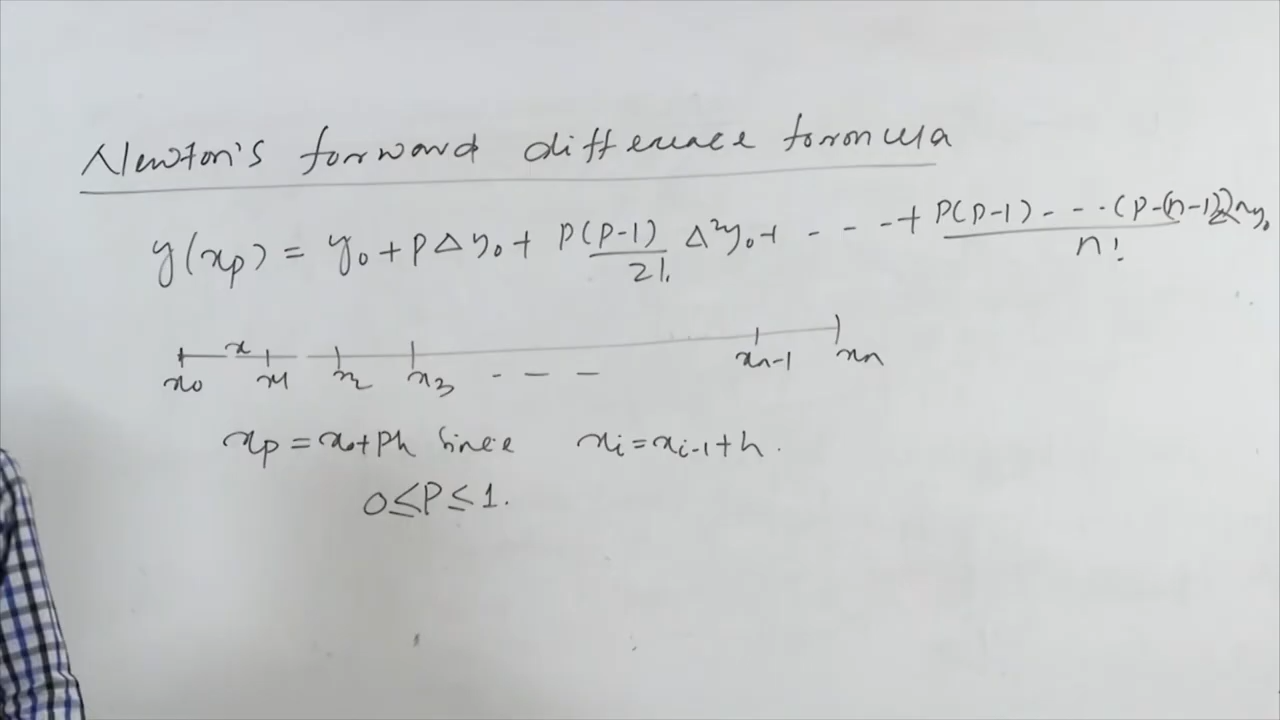 Newton's forward difference formula
y(xp) = y0 + PΔy0 + P(P-1)/2! Δ²y0 + - - - + P(P-1) - - - (P-(n-1)) Δⁿy0 / n!
x
x0 x1 x2 x3 - - - xn-1 xn
xp = x0 + Ph Since xi = xi-1 + h.
0 ≤ P ≤ 1.